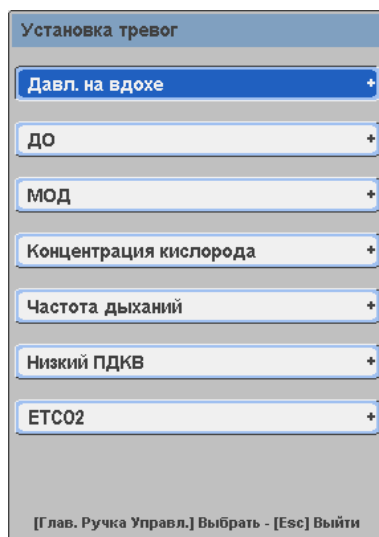 Установка тревог
Давл. на вдохе +
ДО +
МОД +
Концентрация кислорода +
Частота дыханий +
Низкий ПДКВ +
ETCO2 +
[Глав. Ручка Управл.] Выбрать - [Esc] Выйти